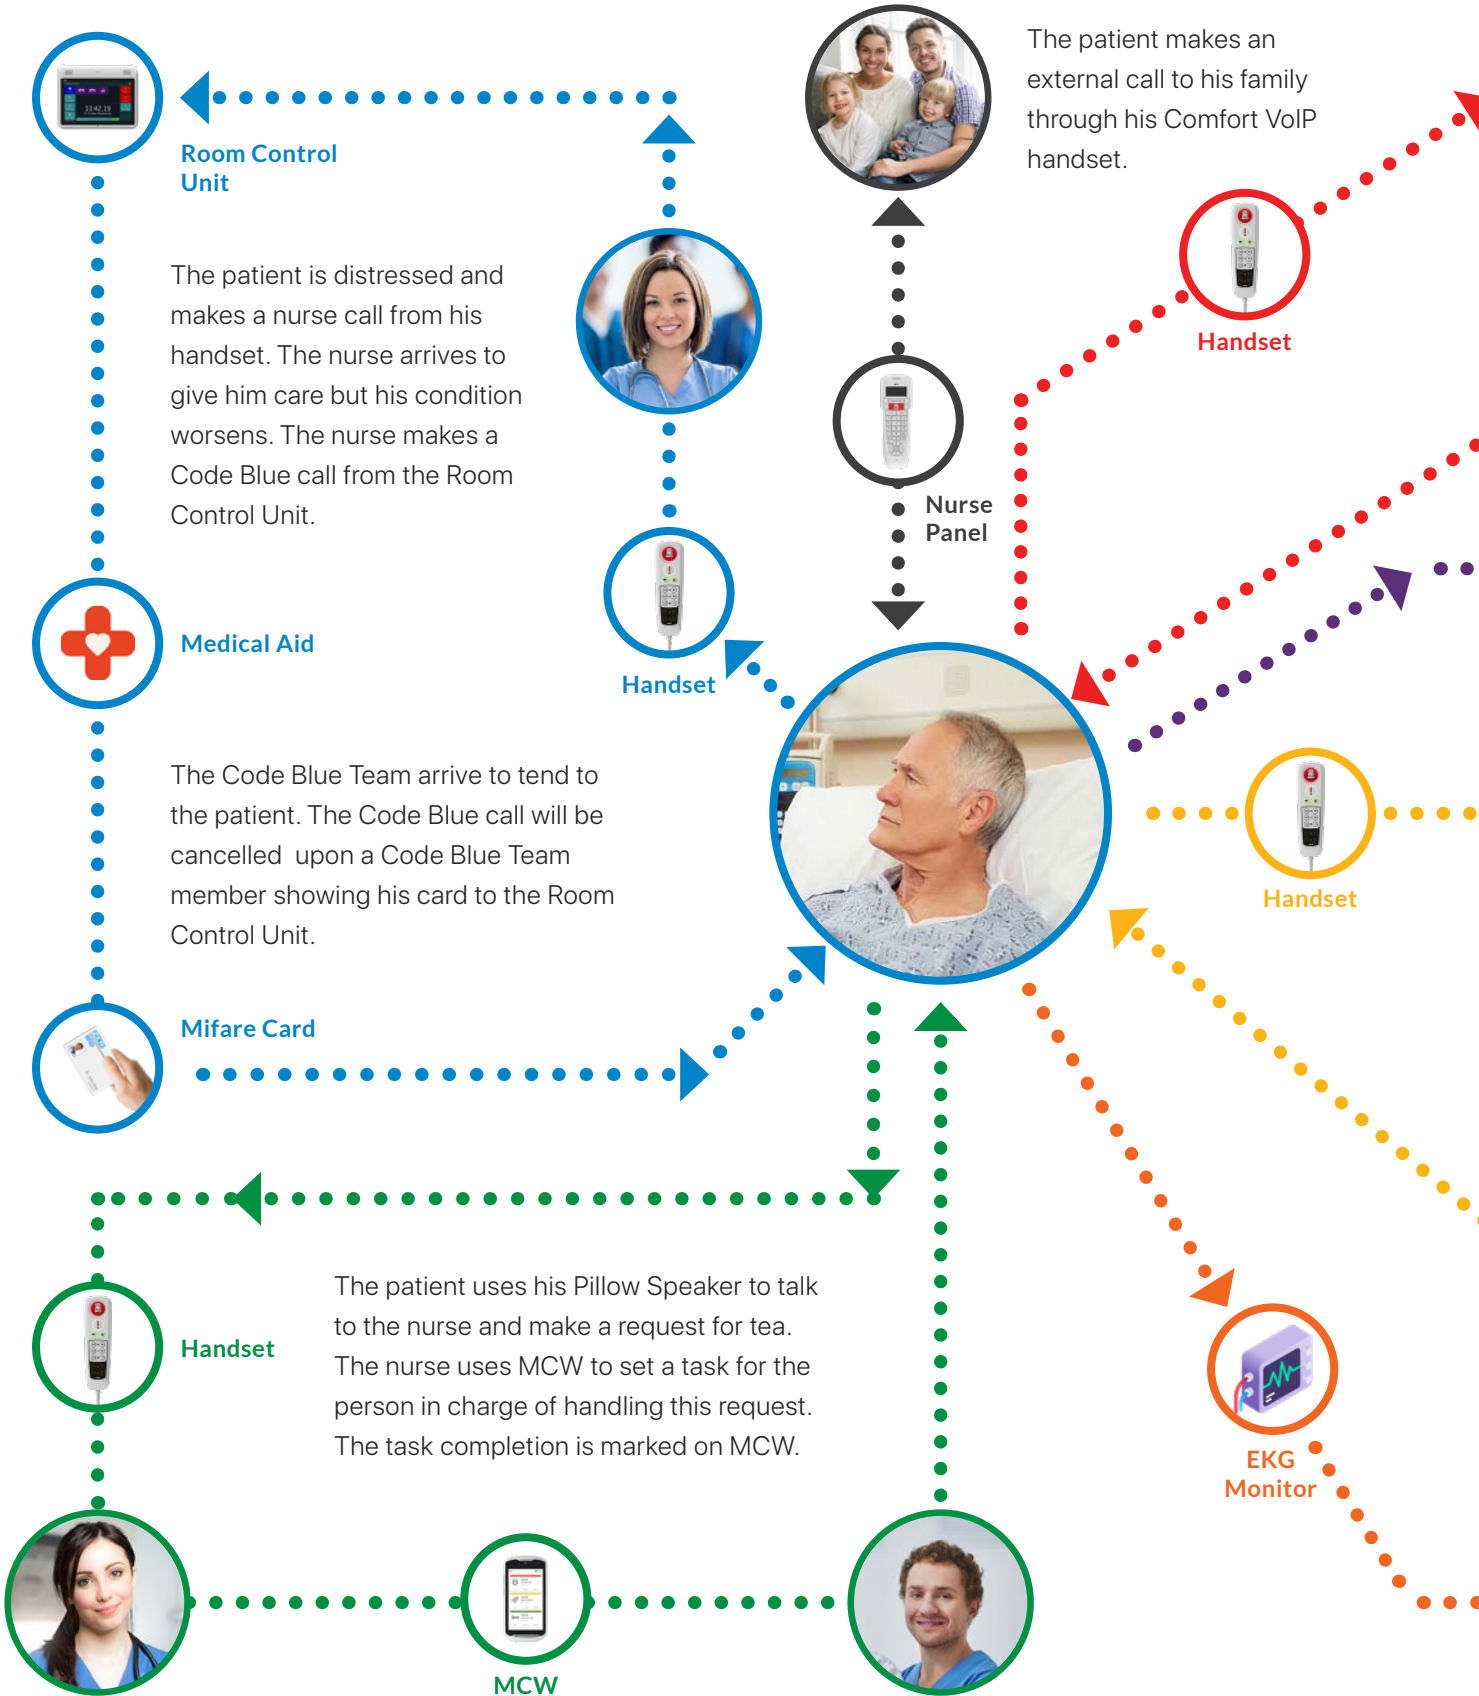 The patient makes an
external call to his family
through his Comfort VoIP
handset.
13:42.19
Room Control
Unit
The patient is distressed and
makes a nurse call from his
handset. The nurse arrives to
give him care but his condition
worsens. The nurse makes a
Code Blue call from the Room
Control Unit.
Handset
Nurse
Panel
Medical Aid
Handset
The Code Blue Team arrive to tend to
the patient. The Code Blue call will be
cancelled upon a Code Blue Team
member showing his card to the Room
Control Unit.
Handset
Mifare Card
The patient uses his Pillow Speaker to talk
to the nurse and make a request for tea.
The nurse uses MCW to set a task for the
person in charge of handling this request.
The task completion is marked on MCW.
Handset
EKG
Monitor
MCW